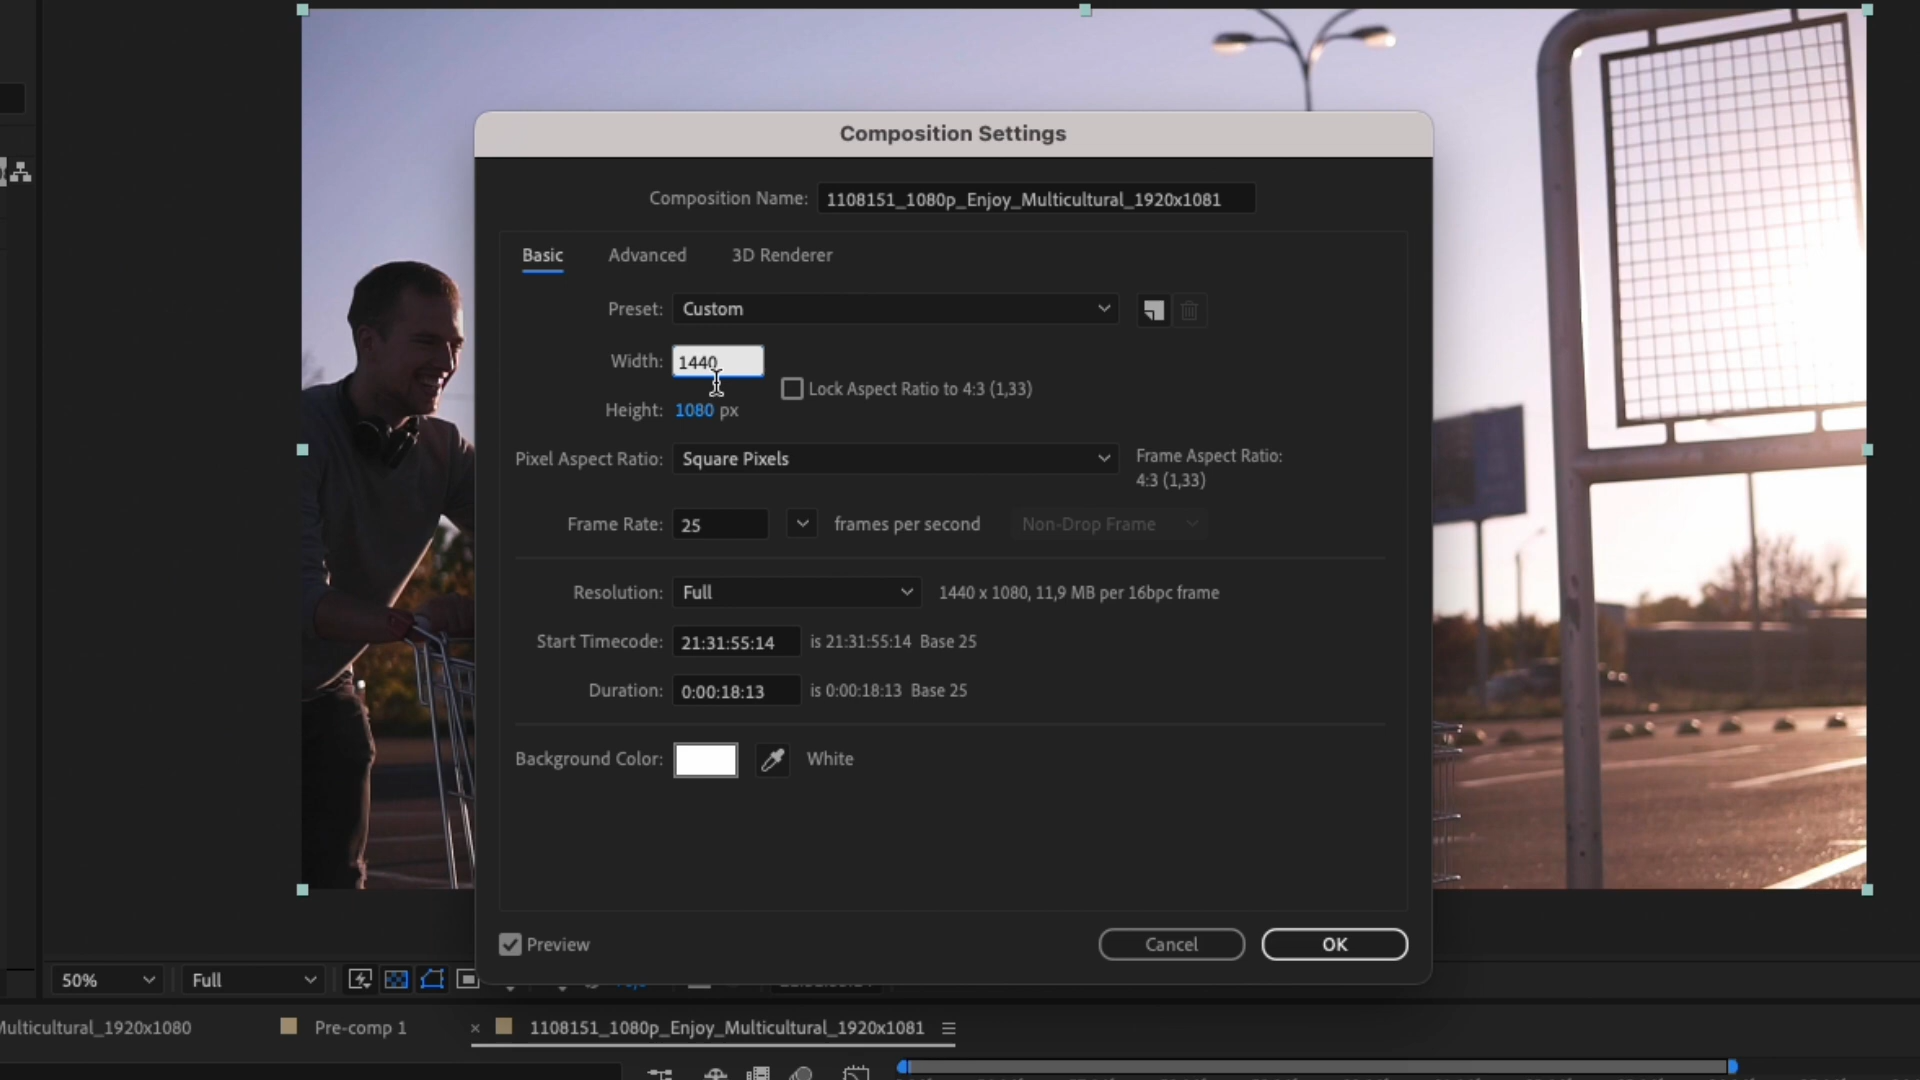 Composition Settings
Composition Name: 1108151_1080p_Enjoy_Multicultural_1920x1081
Basic Advanced 3D Renderer
Preset: Custom
Width: 1440
Lock Aspect Ratio to 4:3 (1,33)
Height: 1080 px
Pixel Aspect Ratio: Square Pixels
Frame Aspect Ratio:
4:3 (1,33)
Frame Rate: 25 frames per second Non-Drop Frame
Resolution: Full 1440 x 1080, 11,9 MB per 16bpc frame
Start Timecode: 21:31:55:14 is 21:31:55:14 Base 25
Duration: 0:00:18:13 is 0:00:18:13 Base 25
Background Color: White
Preview Cancel OK
50% Full
Multicultural_1920x1080 Pre-comp 1 × 1108151_1080p_Enjoy_Multicultural_1920x1081